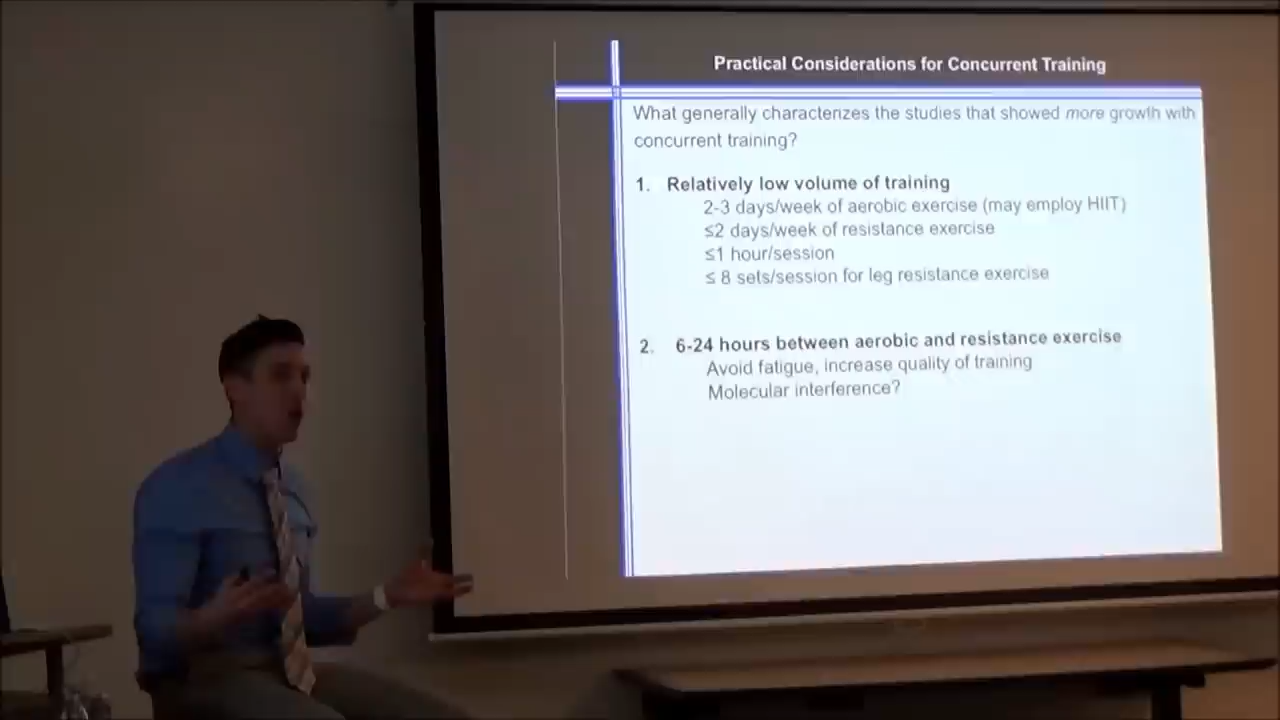 Practical Considerations for Concurrent Training
What generally characterizes the studies that showed more growth with
concurrent training?
1. Relatively low volume of training
2-3 days/week of aerobic exercise (may employ HIIT)
≤2 days/week of resistance exercise
≤1 hour/session
≤ 8 sets/session for leg resistance exercise
2. 6-24 hours between aerobic and resistance exercise
Avoid fatigue, increase quality of training
Molecular interference?